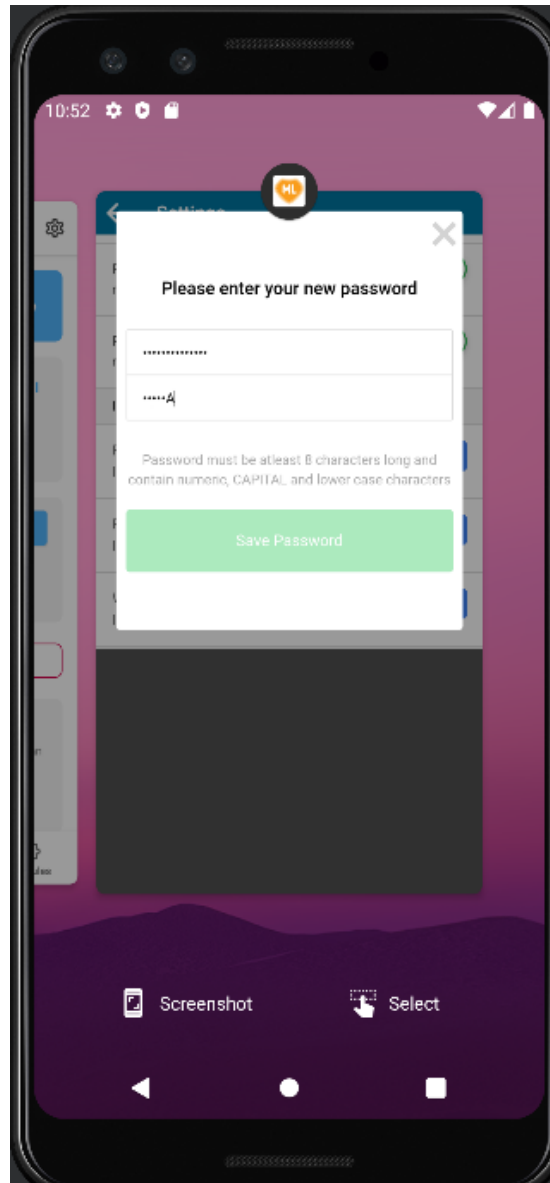 10:52
HL
Settings
Please enter your new password
••••••••••••••
•••••A
Password must be atleast 8 characters long and
contain numeric, CAPITAL and lower case characters
Save Password
Screenshot
Select